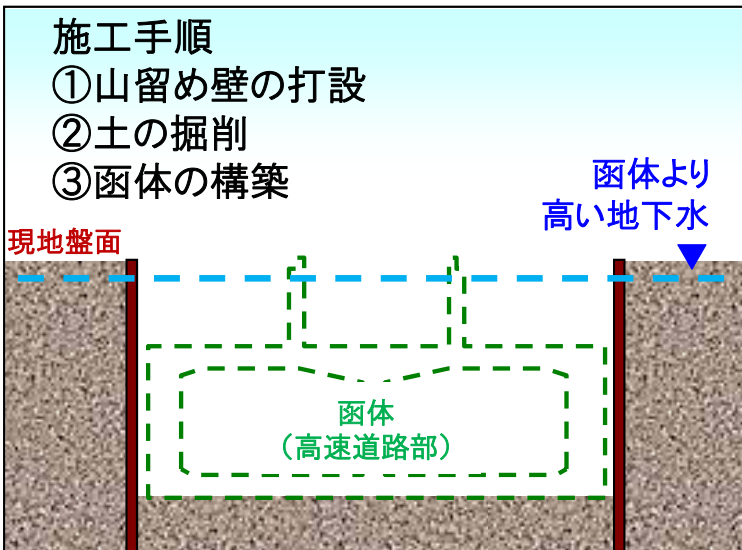 施工手順
①山留め壁の打設
②土の掘削
③函体の構築
函体より
高い地下水
現地盤面
函体
（高速道路部）